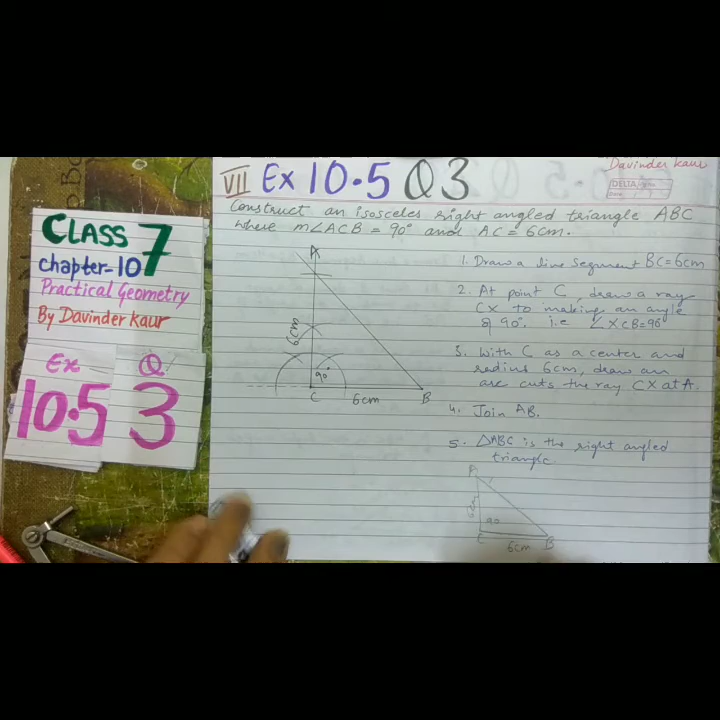 Davinder Kaur
DELTA
VII Ex 10.5 Q3
Construct an isosceles right angled triangle ABC
where m∠ACB = 90° and AC = 6cm.
CLASS 7
chapter-10
Practical Geometry
By Davinder Kaur
Ex
10.5
Q
3
A
6cm
90°
C
6cm
B
1. Draw a line segment BC=6cm
2. At point C, draw a ray
CX to making an angle
of 90°. i.e ∠XCB=90
3. With C as a center and
radius 6cm, draw an
arc cuts the ray CX at A.
4. Join AB.
5. △ABC is the right angled
triangle
A
6cm
90
C
6cm
B